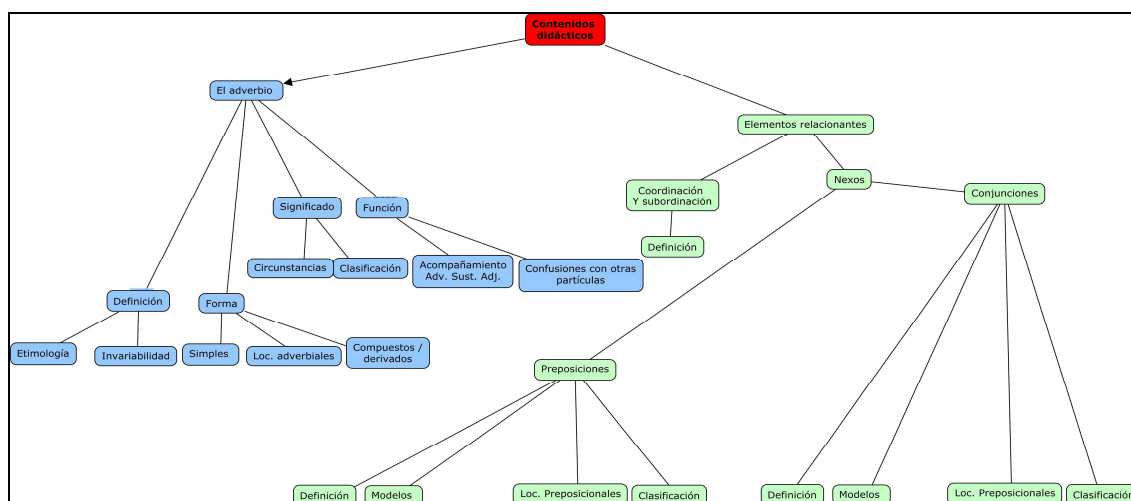 Contenidos
didácticos
El adverbio
Elementos relacionantes
Nexos
Coordinación
Y subordinación
Conjunciones
Significado
Función
Definición
Circunstancias
Clasificación
Acompañamiento
Adv. Sust. Adj.
Confusiones con otras
partículas
Definición
Forma
Etimología
Invariabilidad
Simples
Loc. adverbiales
Compuestos /
derivados
Preposiciones
Definición
Modelos
Loc. Preposicionales
Clasificación
Definición
Modelos
Loc. Preposicionales
Clasificación